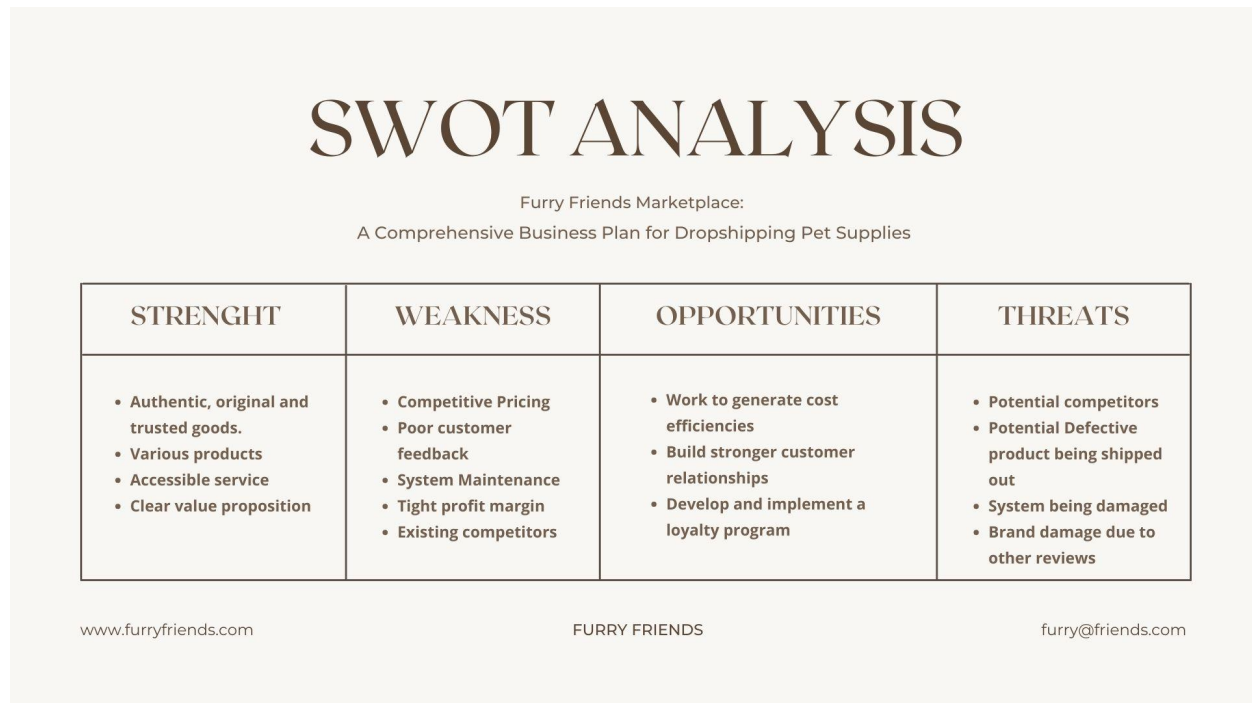 SWOT ANALYSIS
Furry Friends Marketplace:
A Comprehensive Business Plan for Dropshipping Pet Supplies
STRENGHT
• Authentic, original and
trusted goods.
• Various products
• Accessible service
• Clear value proposition
WEAKNESS
• Competitive Pricing
• Poor customer
feedback
• System Maintenance
• Tight profit margin
• Existing competitors
OPPORTUNITIES
• Work to generate cost
efficiencies
• Build stronger customer
relationships
• Develop and implement a
loyalty program
THREATS
• Potential competitors
• Potential Defective
product being shipped
out
• System being damaged
• Brand damage due to
other reviews
www.furryfriends.com
FURRY FRIENDS
furry@friends.com